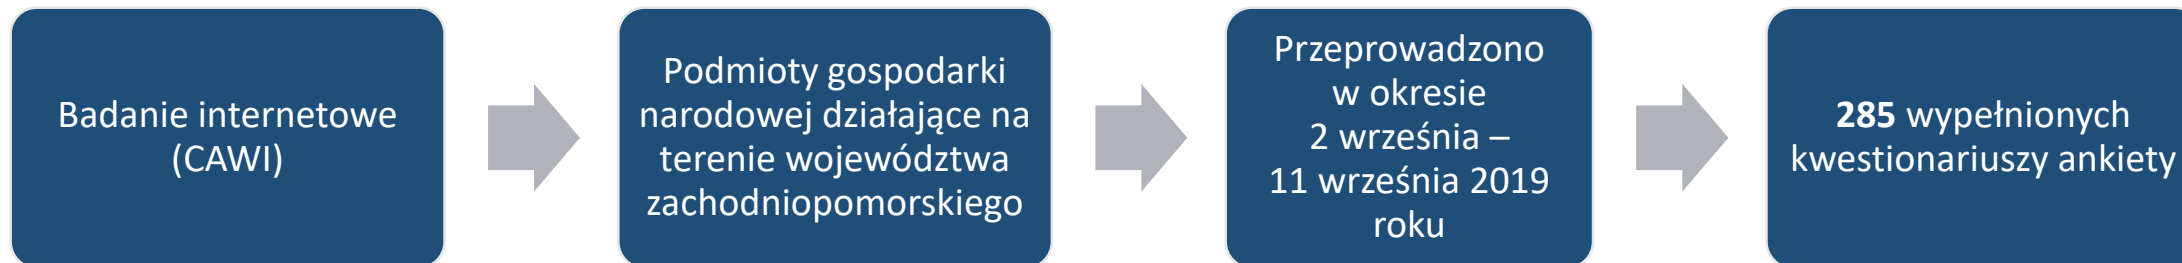 Badanie internetowe
(CAWI)
Podmioty gospodarki
narodowej działające na
terenie województwa
zachodniopomorskiego
Przeprowadzono
w okresie
2 września –
11 września 2019
roku
285 wypełnionych
kwestionariuszy ankiety